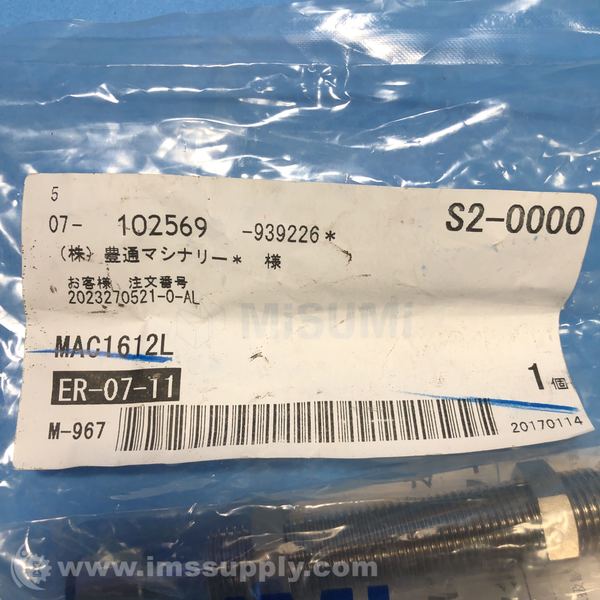 5
07- 102569 -939226* S2-0000
(株) 豊通マシナリー* 様
お客様 注文番号
2023270521-0-AL
MiSUMi
MAC1612L
ER-07-11 1個
M-967 20170114
www.imssupply.com